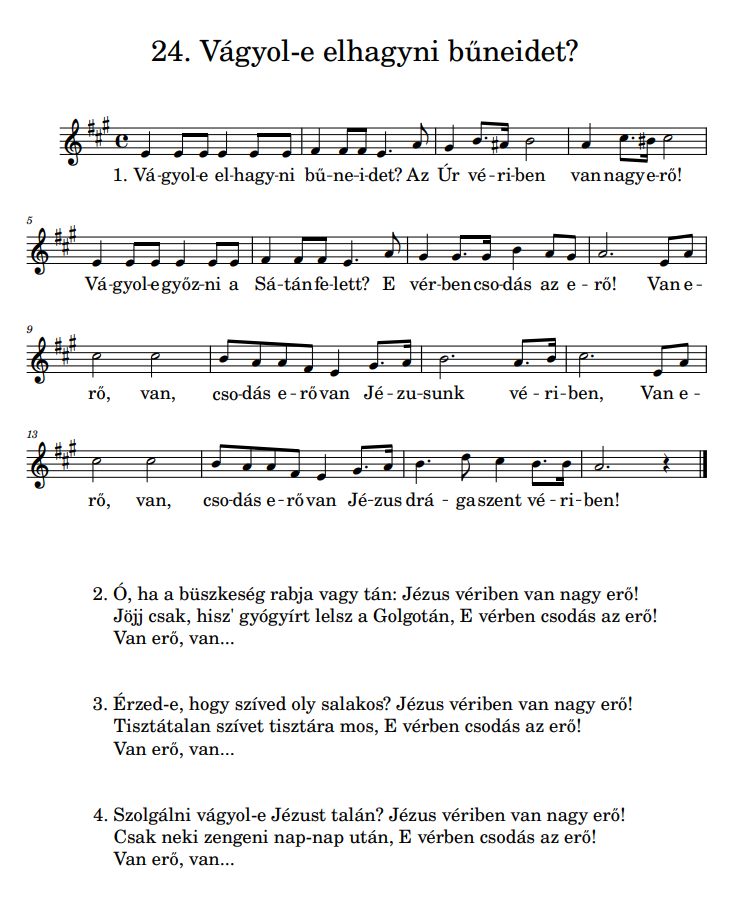 24. Vágyol-e elhagyni bűneidet?
1. Vá-gyol-e el-hagy-ni bű-ne-i-det? Az Úr vé-ri-ben van nagy e-rő!
5
Vá-gyol-e győz-ni a Sá-tán fe-lett? E vér-ben cso-dás az e-rő! Van e-
9
rő, van, cso-dás e-rő van Jé-zu-sunk vé-ri-ben, Van e-
13
rő, van, cso-dás e-rő van Jé-zus drá-ga szent vé-ri-ben!
2. Ó, ha a büszkeség rabja vagy tán: Jézus vériben van nagy erő!
Jöjj csak, hisz' gyógyírt lelsz a Golgotán, E vérben csodás az erő!
Van erő, van...
3. Érzed-e, hogy szíved oly salakos? Jézus vériben van nagy erő!
Tisztátalan szívet tisztára mos, E vérben csodás az erő!
Van erő, van...
4. Szolgálni vágyol-e Jézust talán? Jézus vériben van nagy erő!
Csak neki zengeni nap-nap után, E vérben csodás az erő!
Van erő, van...